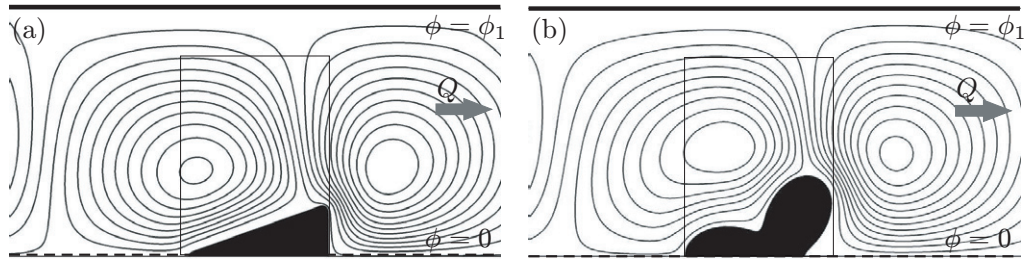 (a)
ϕ = ϕ₁
Q
ϕ = 0
(b)
ϕ = ϕ₁
Q
ϕ = 0